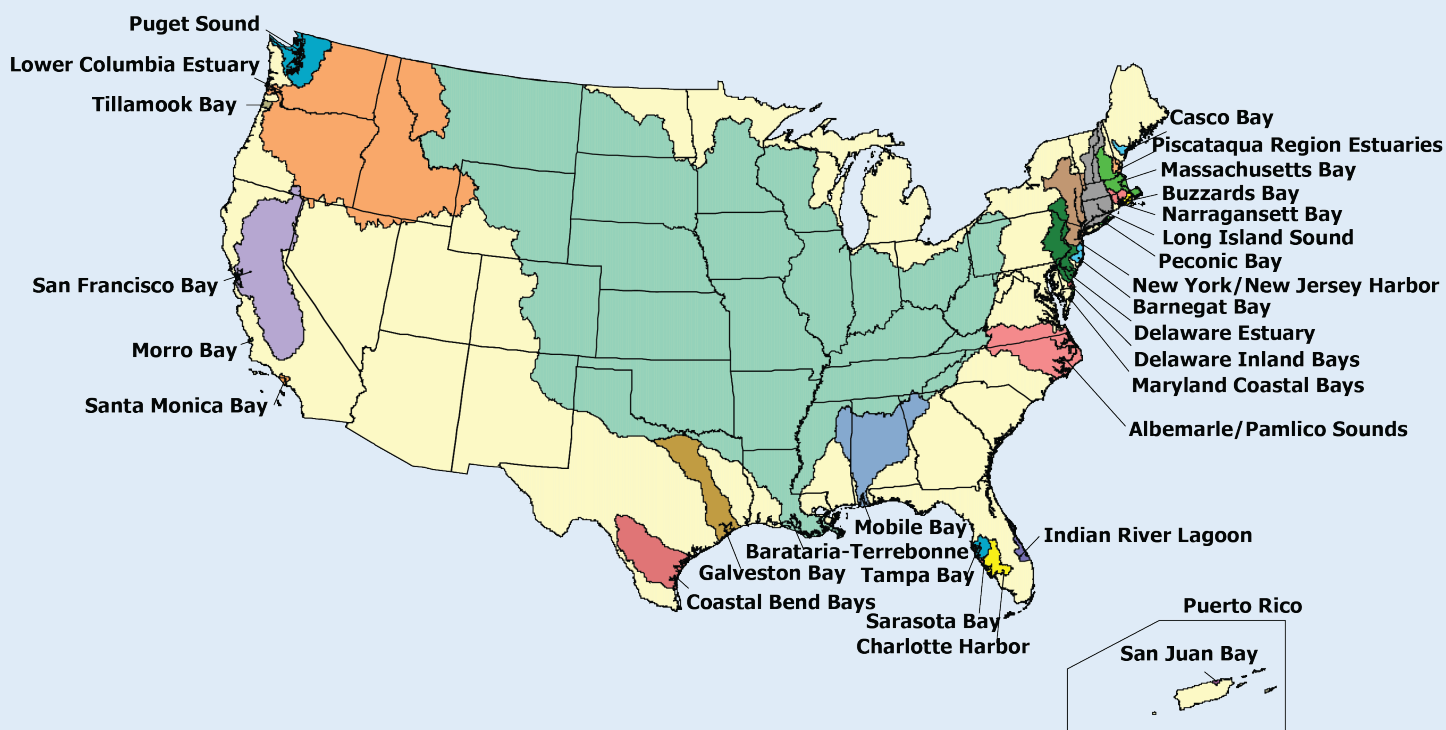 Puget Sound
Lower Columbia Estuary
Tillamook Bay
San Francisco Bay
Morro Bay
Santa Monica Bay
Casco Bay
Piscataqua Region Estuaries
Massachusetts Bay
Buzzards Bay
Narragansett Bay
Long Island Sound
Peconic Bay
New York/New Jersey Harbor
Barnegat Bay
Delaware Estuary
Delaware Inland Bays
Maryland Coastal Bays
Albemarle/Pamlico Sounds
Indian River Lagoon
Mobile Bay
Barataria-Terrebonne
Galveston Bay
Tampa Bay
Coastal Bend Bays
Sarasota Bay
Charlotte Harbor
Puerto Rico
San Juan Bay